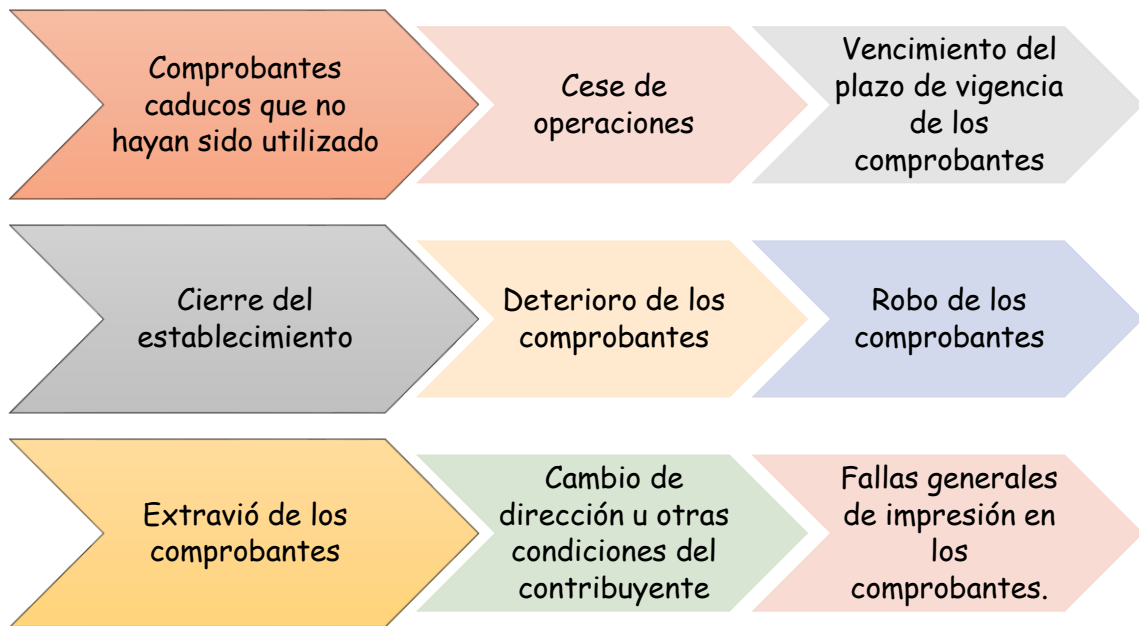 Comprobantes
caducos que no
hayan sido utilizado
Cese de
operaciones
Vencimiento del
plazo de vigencia
de los
comprobantes
Cierre del
establecimiento
Deterioro de los
comprobantes
Robo de los
comprobantes
Extravió de los
comprobantes
Cambio de
dirección u otras
condiciones del
contribuyente
Fallas generales
de impresión en
los
comprobantes.